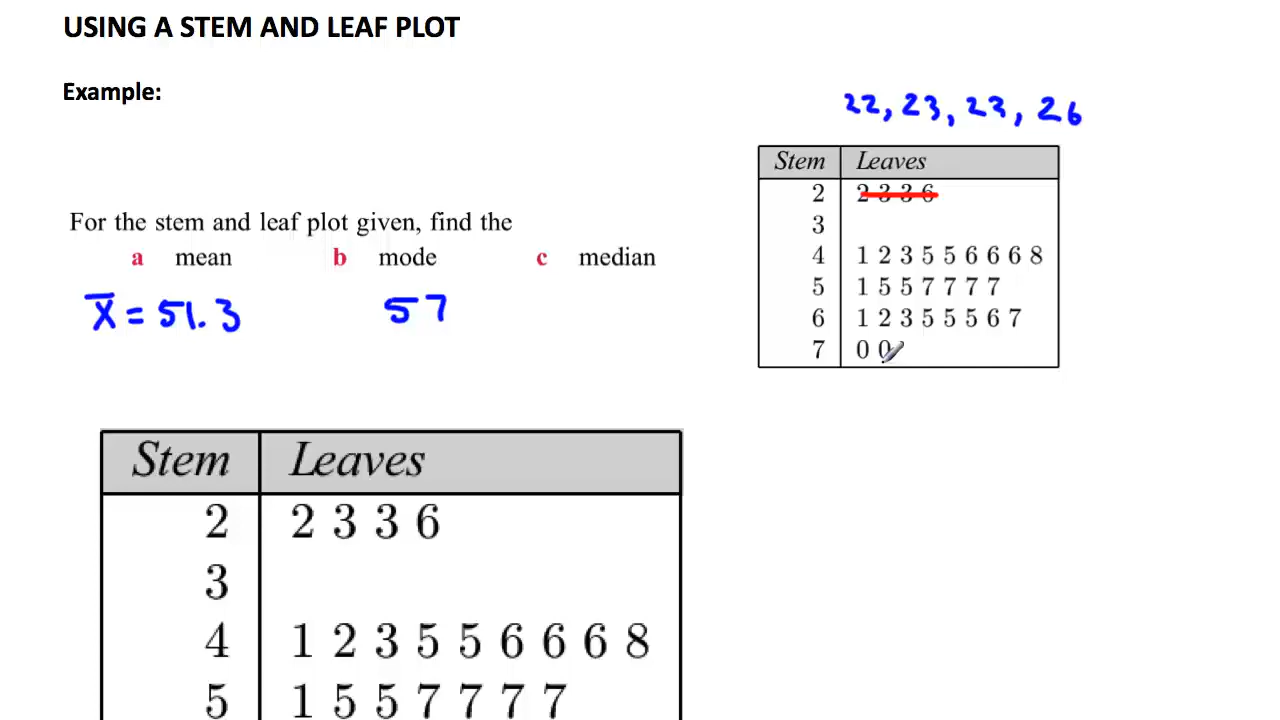 USING A STEM AND LEAF PLOT
Example:
22, 23, 23, 26
Stem Leaves
2 2 3 3 6
3
4 1 2 3 5 5 6 6 6 8
5 1 5 5 7 7 7 7
6 1 2 3 5 5 5 6 7
7 0 0
For the stem and leaf plot given, find the
a mean b mode c median
x̄ = 51.3 57
Stem Leaves
2 2 3 3 6
3
4 1 2 3 5 5 6 6 6 8
5 1 5 5 7 7 7 7